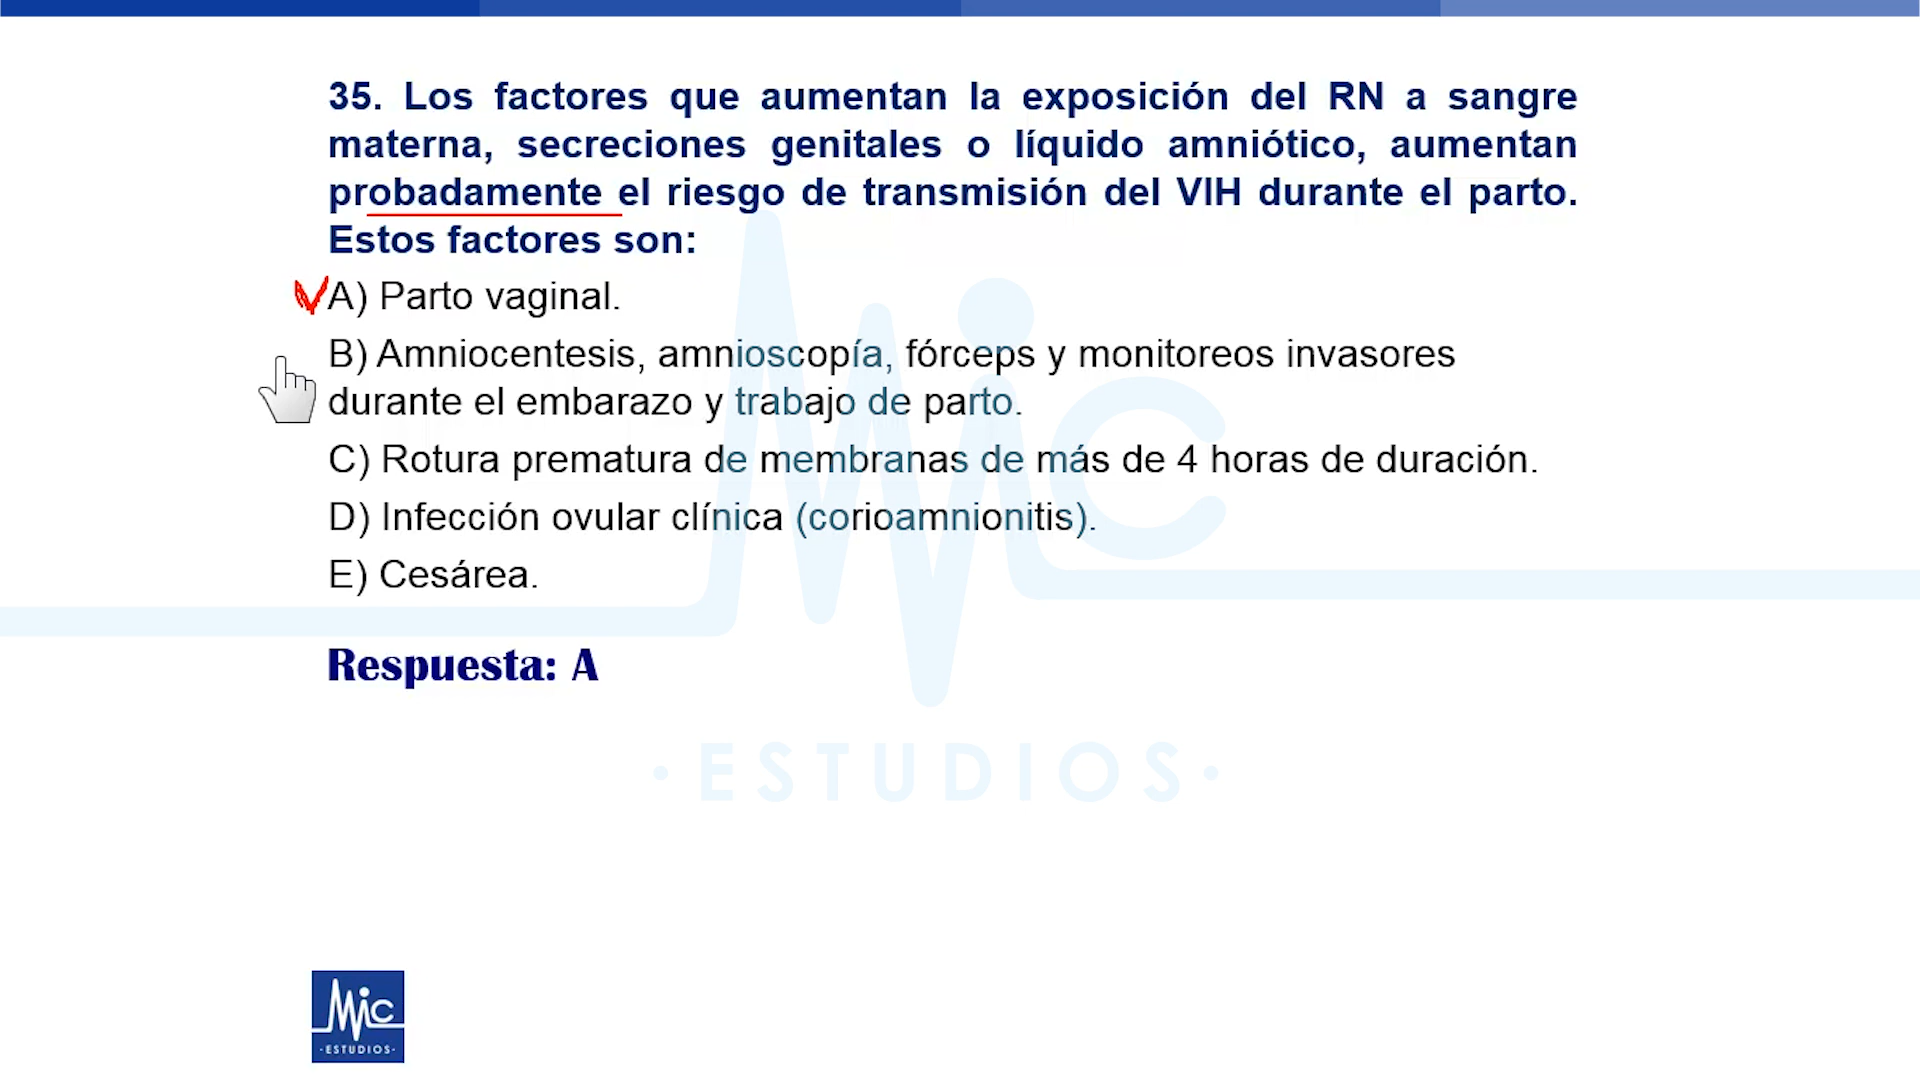 35. Los factores que aumentan la exposición del RN a sangre
materna, secreciones genitales o líquido amniótico, aumentan
probadamente el riesgo de transmisión del VIH durante el parto.
Estos factores son:
A) Parto vaginal.
B) Amniocentesis, amnioscopía, fórceps y monitoreos invasores
durante el embarazo y trabajo de parto.
C) Rotura prematura de membranas de más de 4 horas de duración.
D) Infección ovular clínica (corioamnionitis).
E) Cesárea.
Respuesta: A
Mic
·ESTUDIOS·
Mic
·ESTUDIOS·